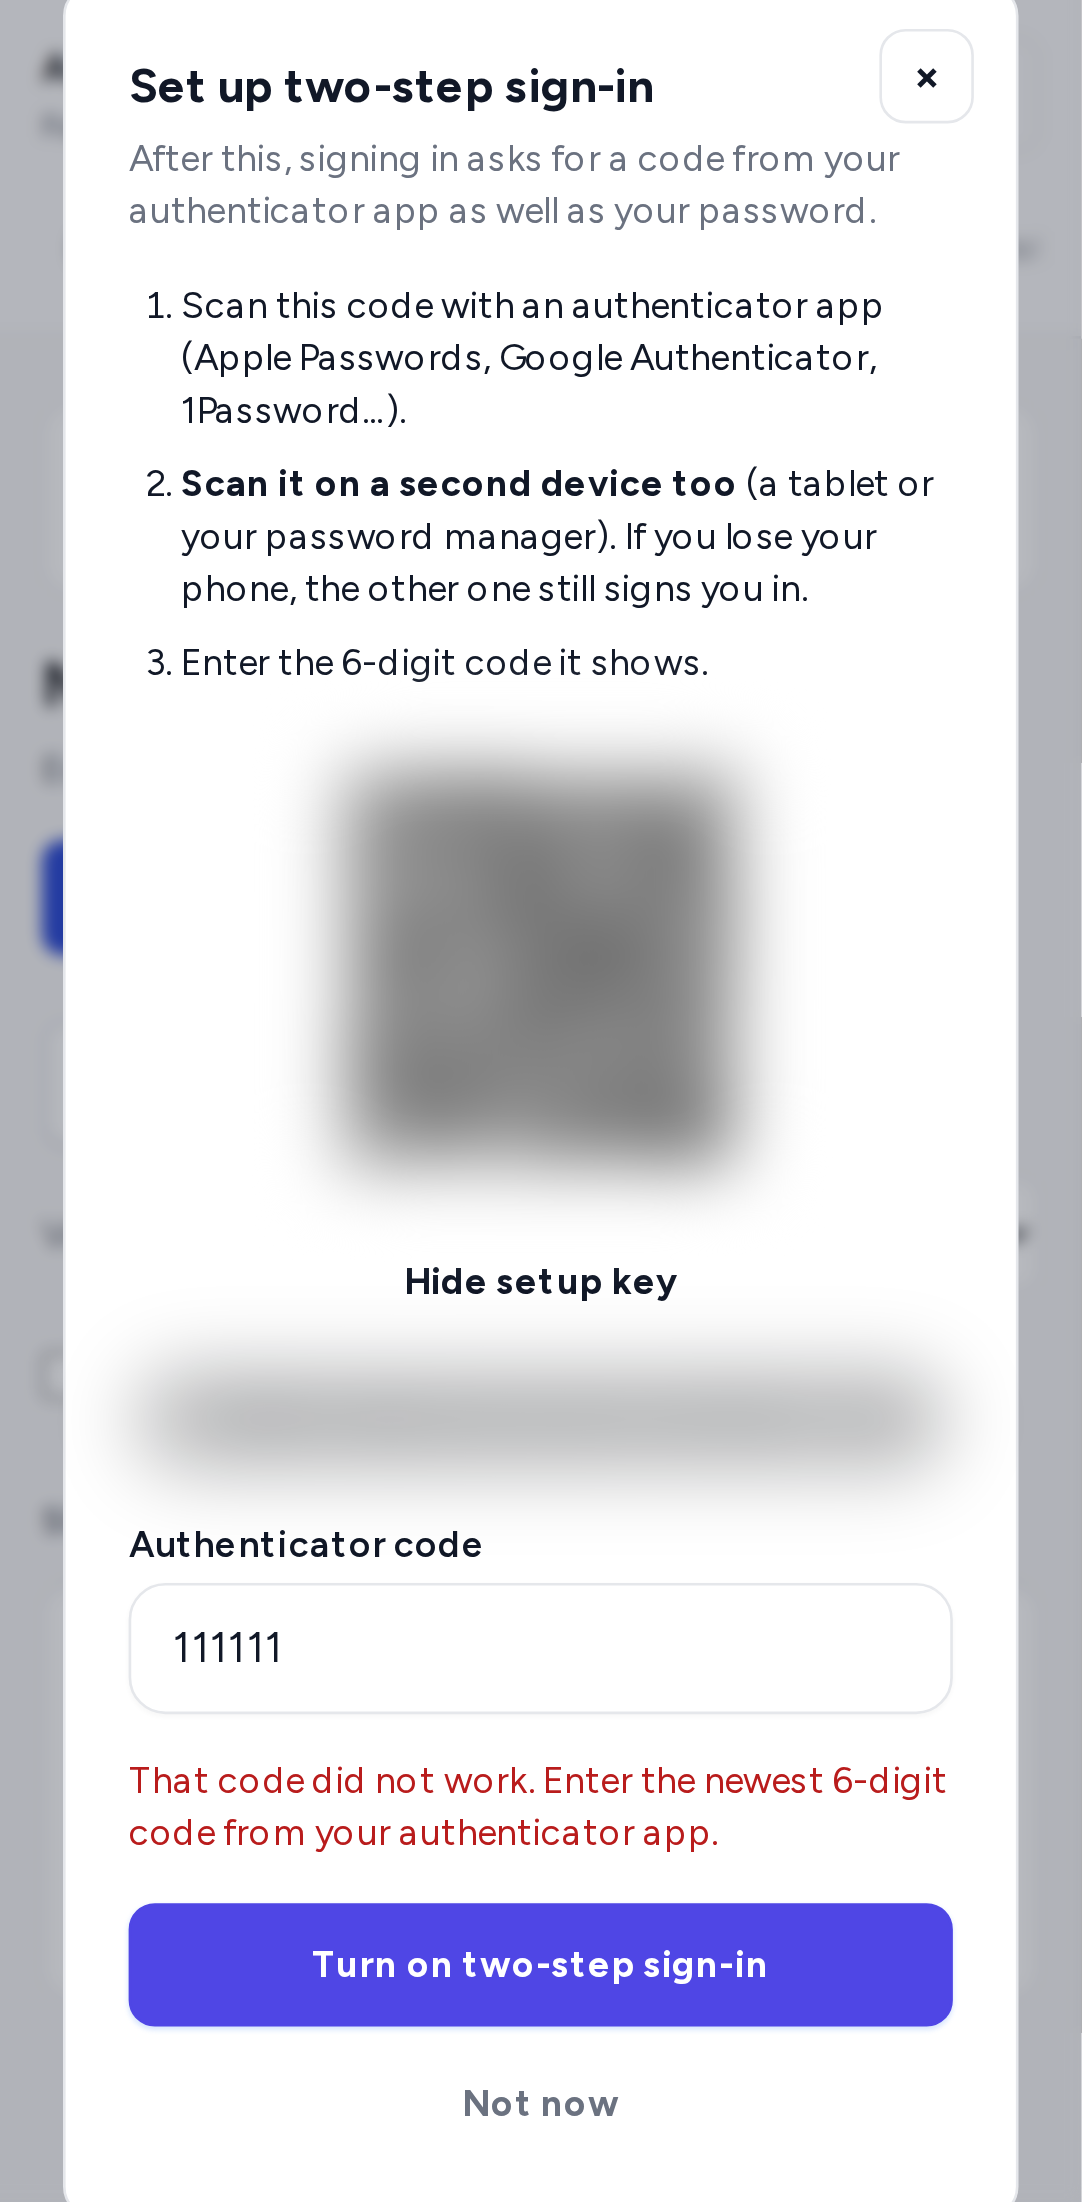 Set up two-step sign-in
×
After this, signing in asks for a code from your
authenticator app as well as your password.
1. Scan this code with an authenticator app
(Apple Passwords, Google Authenticator,
1Password...).
2. Scan it on a second device too (a tablet or
your password manager). If you lose your
phone, the other one still signs you in.
3. Enter the 6-digit code it shows.
Hide setup key
Authenticator code
111111
That code did not work. Enter the newest 6-digit
code from your authenticator app.
Turn on two-step sign-in
Not now